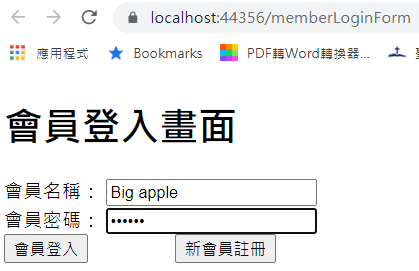 localhost:44356/memberLoginForm
應用程式 Bookmarks PDF轉Word轉換器...
會員登入畫面
會員名稱： Big apple
會員密碼： ••••••
會員登入 新會員註冊